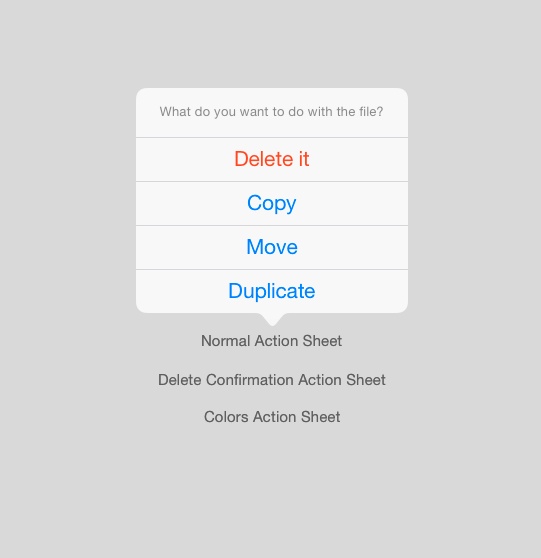 What do you want to do with the file?
Delete it
Copy
Move
Duplicate
Normal Action Sheet
Delete Confirmation Action Sheet
Colors Action Sheet